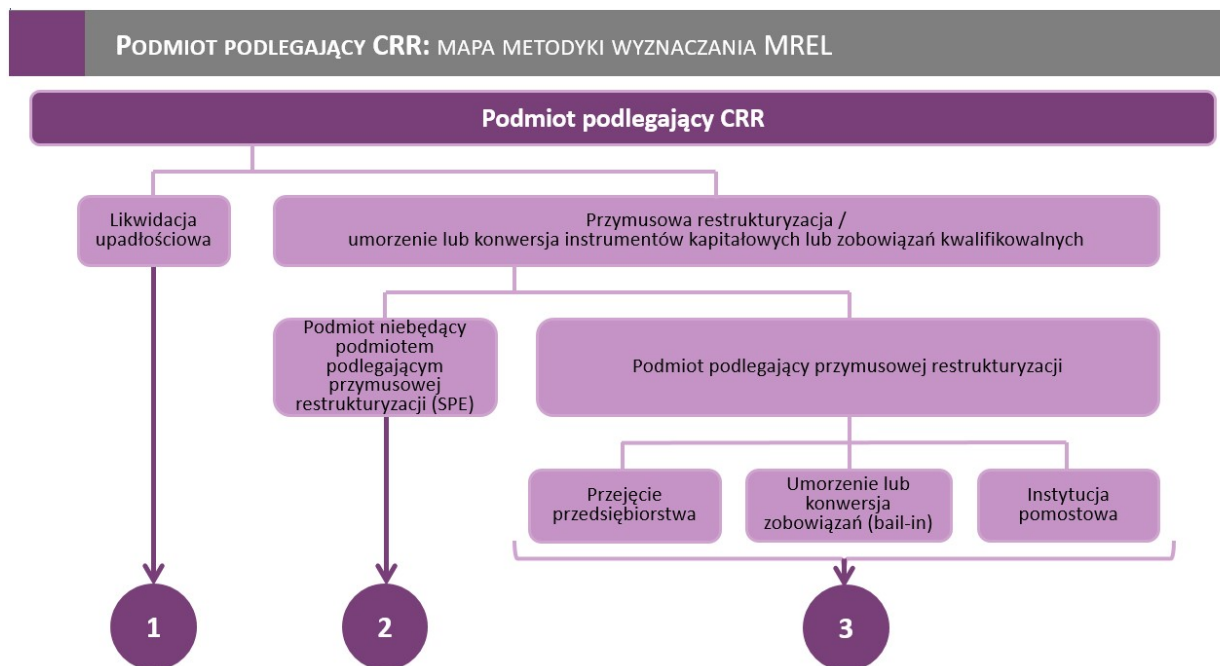 PODMIOT PODLEGAJĄCY CRR: MAPA METODYKI WYZNACZANIA MREL
Podmiot podlegający CRR
Likwidacja
upadłościowa
Przymusowa restrukturyzacja /
umorzenie lub konwersja instrumentów kapitałowych lub zobowiązań kwalifikowalnych
Podmiot niebędący
podmiotem
podlegającym
przymusowej
restrukturyzacji (SPE)
Podmiot podlegający przymusowej restrukturyzacji
Przejęcie
przedsiębiorstwa
Umorzenie lub
konwersja
zobowiązań (bail-in)
Instytucja
pomostowa
1
2
3